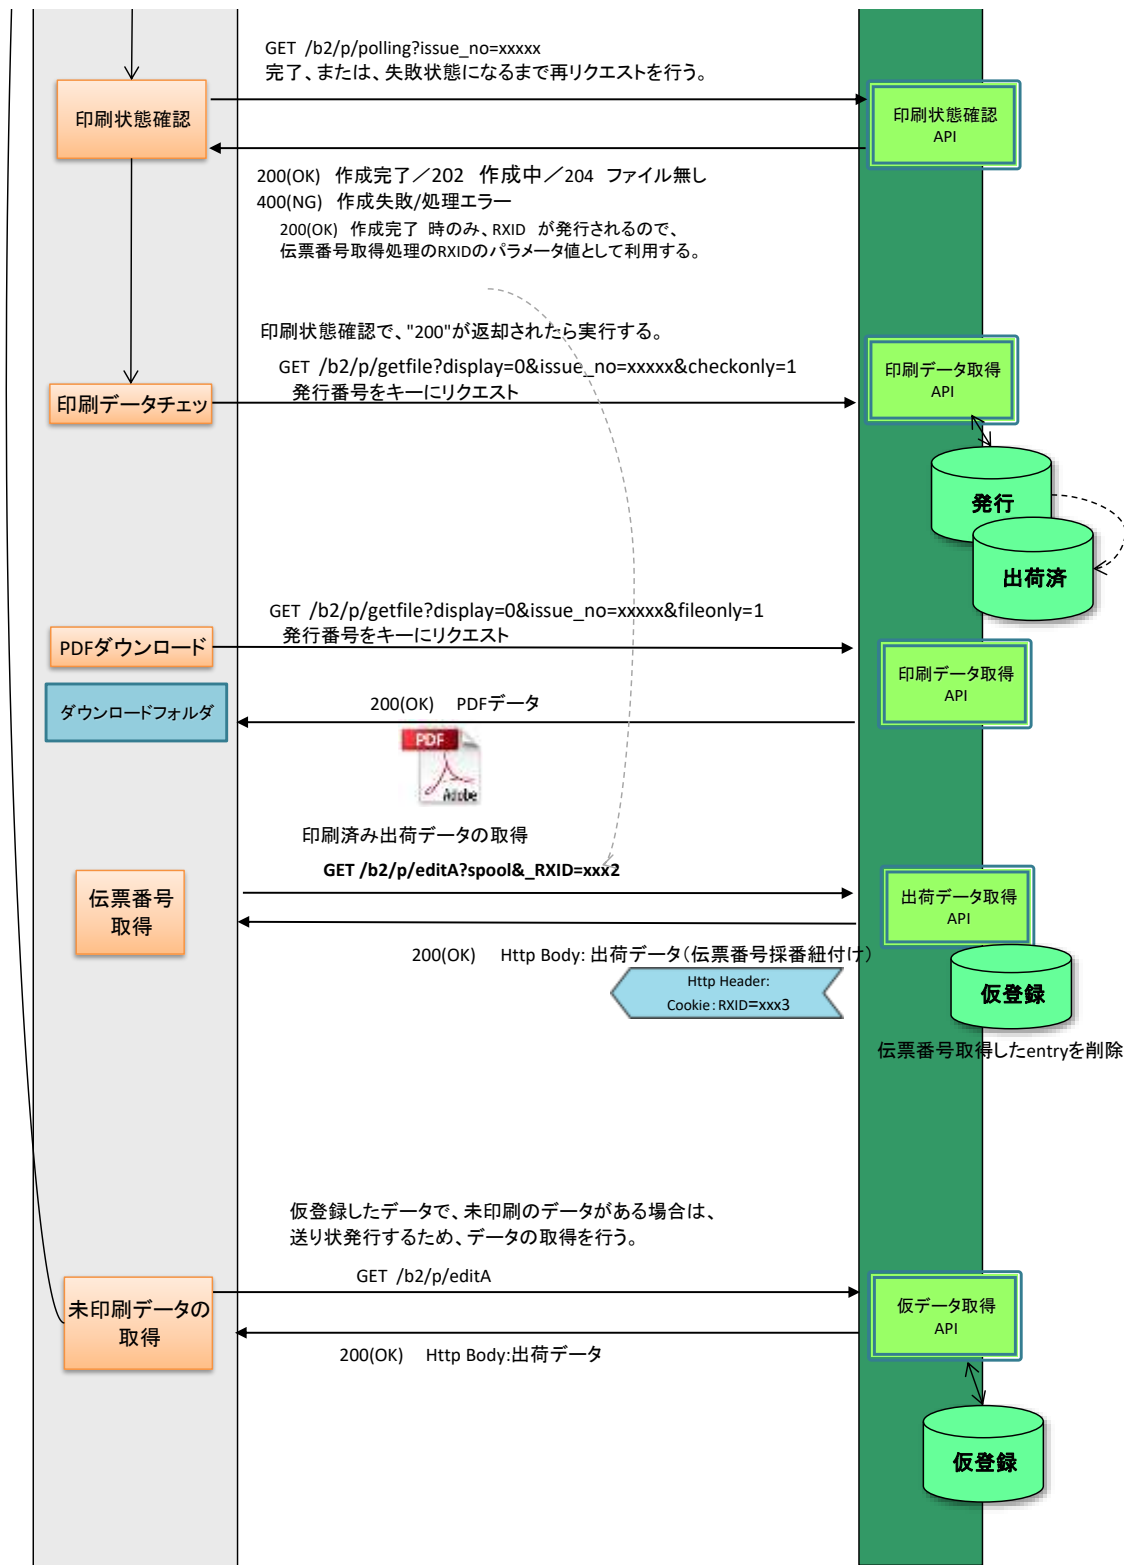 GET /b2/p/polling?issue_no=xxxxx
完了、または、失敗状態になるまで再リクエストを行う。
印刷状態確認
印刷状態確認
API
200(OK) 作成完了／202 作成中／204 ファイル無し
400(NG) 作成失敗/処理エラー
200(OK) 作成完了 時のみ、RXID が発行されるので、
伝票番号取得処理のRXIDのパラメータ値として利用する。
印刷状態確認で、"200"が返却されたら実行する。
GET /b2/p/getfile?display=0&issue_no=xxxxx&checkonly=1
発行番号をキーにリクエスト
印刷データチェッ
印刷データ取得
API
発行
出荷済
GET /b2/p/getfile?display=0&issue_no=xxxxx&fileonly=1
発行番号をキーにリクエスト
PDFダウンロード
印刷データ取得
API
ダウンロードフォルダ
200(OK) PDFデータ
PDF
Adobe
印刷済み出荷データの取得
GET /b2/p/editA?spool&_RXID=xxx2
伝票番号
取得
出荷データ取得
API
200(OK) Http Body: 出荷データ（伝票番号採番紐付け）
Http Header:
Cookie：RXID=xxx3
仮登録
伝票番号取得したentryを削除
仮登録したデータで、未印刷のデータがある場合は、
送り状発行するため、データの取得を行う。
GET /b2/p/editA
未印刷データの
取得
仮データ取得
API
200(OK) Http Body:出荷データ
仮登録